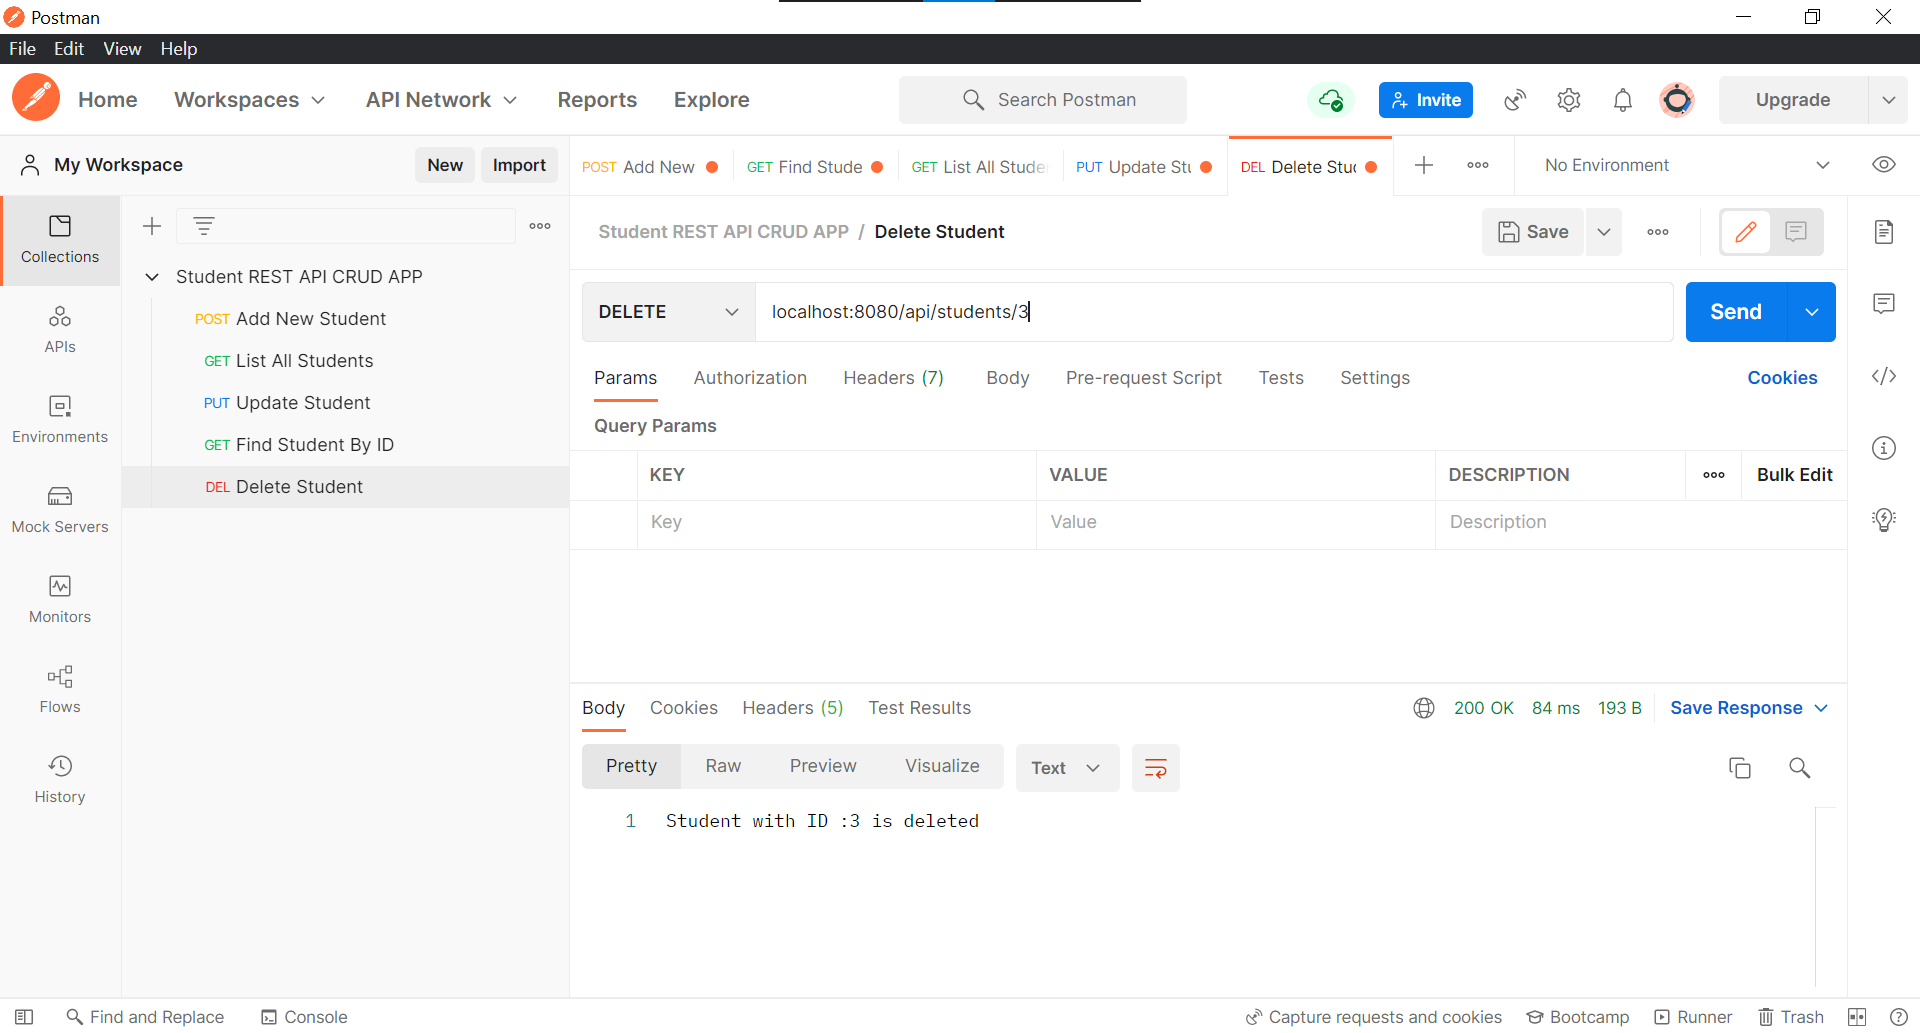 Postman
File Edit View Help
Home Workspaces API Network Reports Explore Search Postman Invite Upgrade
My Workspace New Import
POST Add New GET Find Stude GET List All Stude PUT Update Stu DEL Delete Stuc No Environment
Collections
APIs
Environments
Mock Servers
Monitors
Flows
History
Student REST API CRUD APP
POST Add New Student
GET List All Students
PUT Update Student
GET Find Student By ID
DEL Delete Student
Student REST API CRUD APP / Delete Student Save
DELETE localhost:8080/api/students/3 Send
Params Authorization Headers (7) Body Pre-request Script Tests Settings Cookies
Query Params
KEY VALUE DESCRIPTION Bulk Edit
Key Value Description
Body Cookies Headers (5) Test Results 200 OK 84 ms 193 B Save Response
Pretty Raw Preview Visualize Text
1 Student with ID :3 is deleted
Find and Replace Console Capture requests and cookies Bootcamp Runner Trash